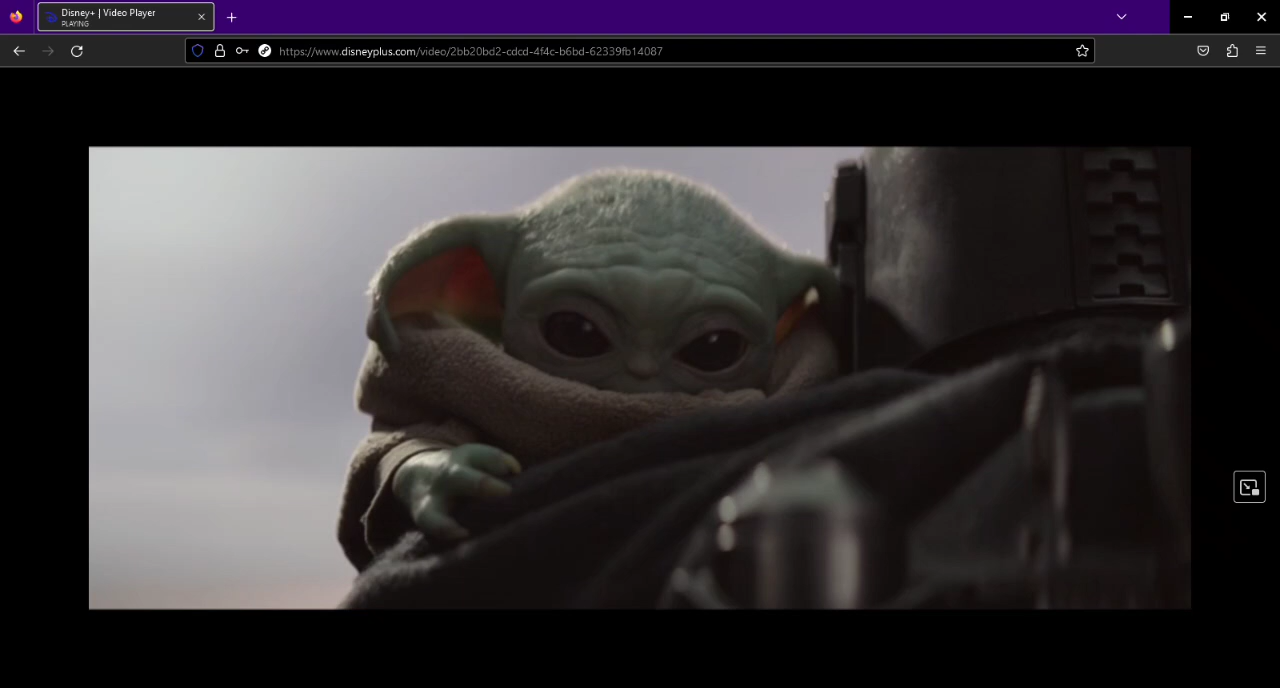 Disney+ | Video Player
PLAYING
https://www.disneyplus.com/video/2bb20bd2-cdcd-4f4c-b6bd-62339fb14087